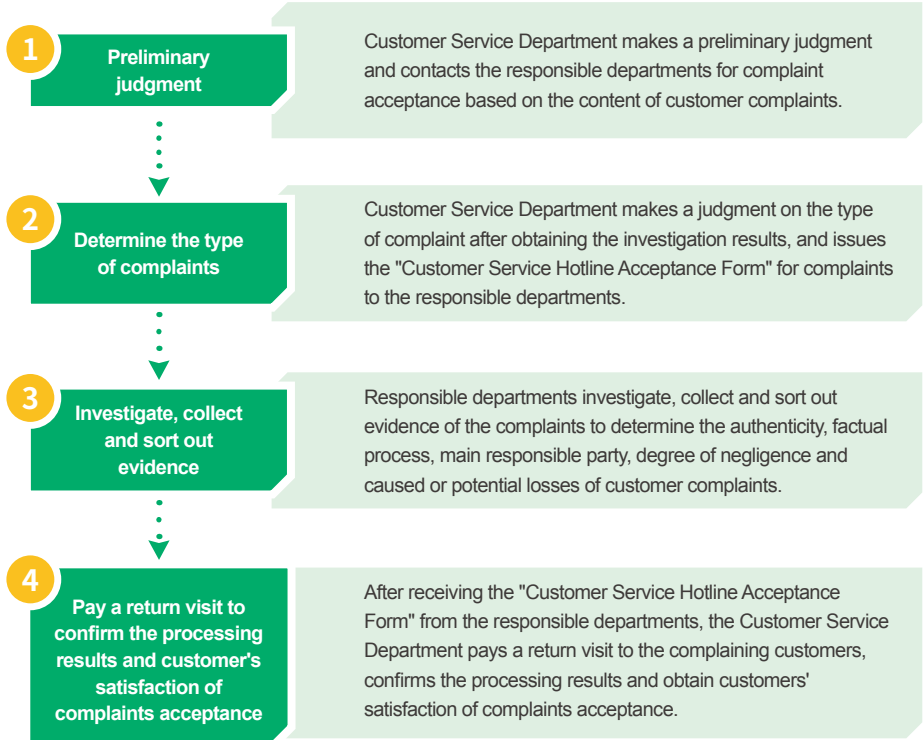 1
Preliminary
judgment
Customer Service Department makes a preliminary judgment
and contacts the responsible departments for complaint
acceptance based on the content of customer complaints.
2
Determine the type
of complaints
Customer Service Department makes a judgment on the type
of complaint after obtaining the investigation results, and issues
the "Customer Service Hotline Acceptance Form" for complaints
to the responsible departments.
3
Investigate, collect
and sort out
evidence
Responsible departments investigate, collect and sort out
evidence of the complaints to determine the authenticity, factual
process, main responsible party, degree of negligence and
caused or potential losses of customer complaints.
4
Pay a return visit to
confirm the processing
results and customer's
satisfaction of
complaints acceptance
After receiving the "Customer Service Hotline Acceptance
Form" from the responsible departments, the Customer Service
Department pays a return visit to the complaining customers,
confirms the processing results and obtain customers'
satisfaction of complaints acceptance.